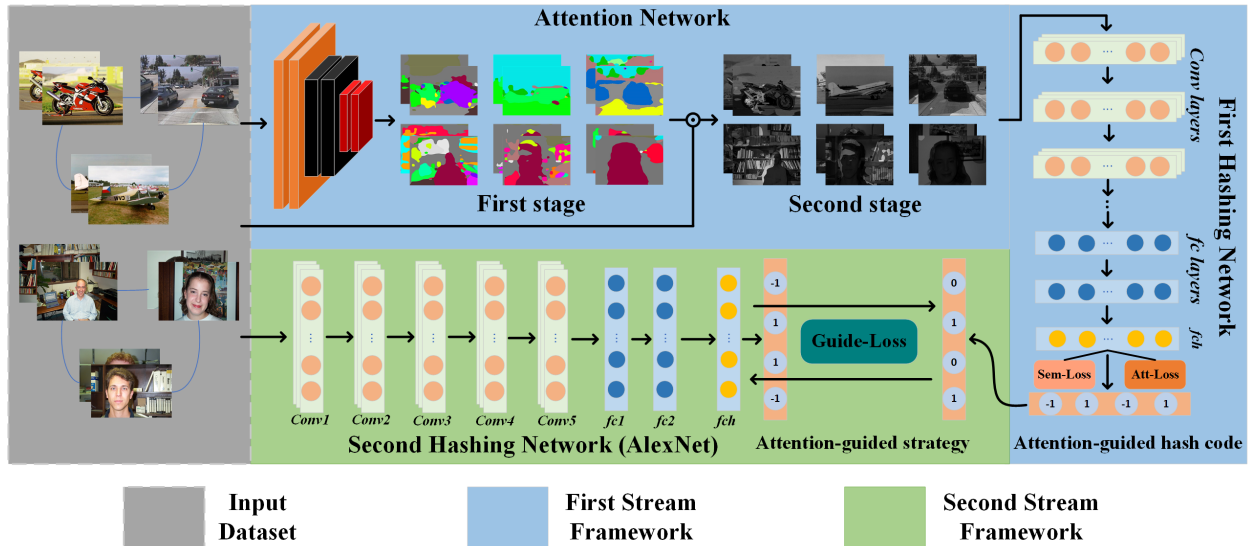 Attention Network
First stage
Second stage
Conv layers
fc layers
fch
First Hashing Network
Sem-Loss
Att-Loss
-1 1 -1 1
Attention-guided hash code
Conv1 Conv2 Conv3 Conv4 Conv5 fc1 fc2 fch
-1
1
1
-1
Guide-Loss
0
1
0
1
Second Hashing Network (AlexNet)
Attention-guided strategy
Input
Dataset
First Stream
Framework
Second Stream
Framework